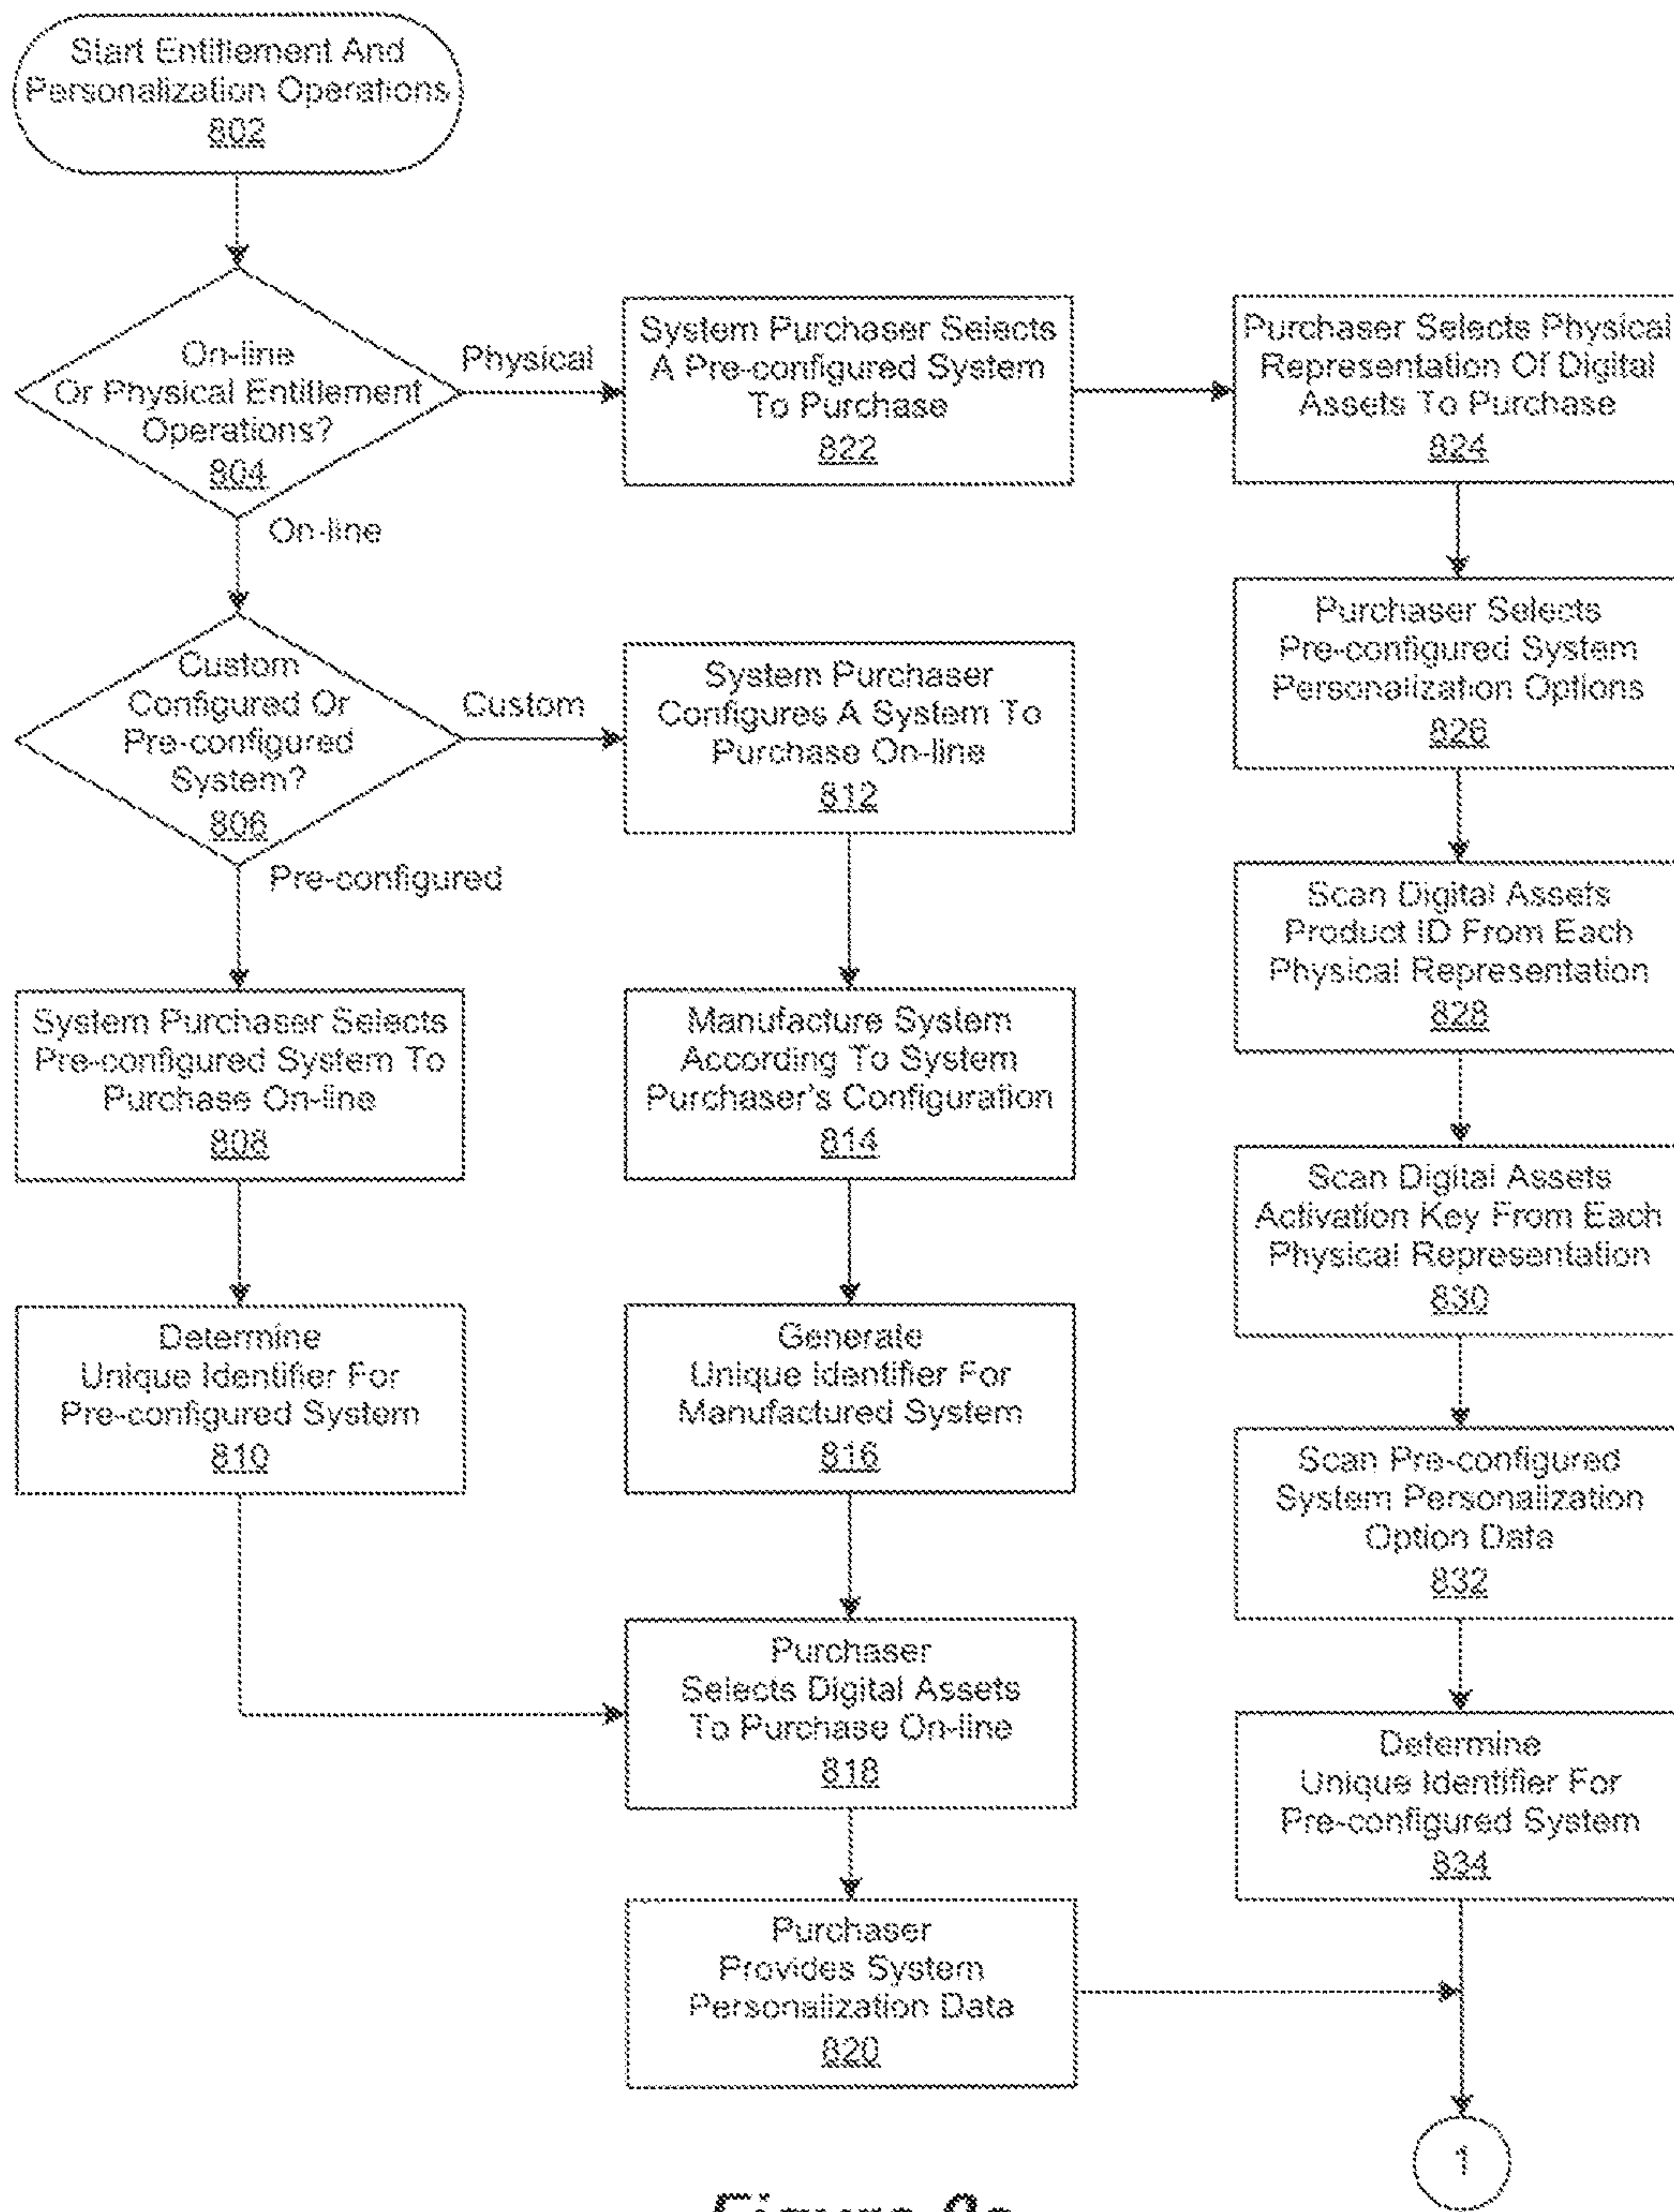 Start Entitlement And
Personalization Operations
802
On-line
Or Physical Entitlement
Operations?
804
Physical
On-line
System Purchaser Selects
A Pre-configured System
To Purchase
822
Purchaser Selects Physical
Representation Of Digital
Assets To Purchase
824
Custom
Configured Or
Pre-configured
System?
806
Custom
Pre-configured
System Purchaser
Configures A System To
Purchase On-line
812
Purchaser Selects
Pre-configured System
Personalization Options
826
System Purchaser Selects
Pre-configured System To
Purchase On-line
808
Manufacture System
According To System
Purchaser's Configuration
814
Scan Digital Assets
Product ID From Each
Physical Representation
828
Scan Digital Assets
Activation Key From Each
Physical Representation
830
Determine
Unique Identifier For
Pre-configured System
810
Generate
Unique Identifier For
Manufactured System
816
Scan Pre-configured
System Personalization
Option Data
832
Purchaser
Selects Digital Assets
To Purchase On-line
818
Determine
Unique Identifier For
Pre-configured System
834
Purchaser
Provides System
Personalization Data
820
1